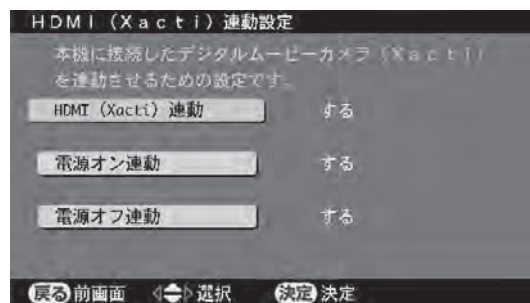 HDMI（Xacti）連動設定
本機に接続したデジタルムービーカメラ（Xacti）
を連動させるための設定です。
HDMI（Xacti）連動 する
電源オン連動 する
電源オフ連動 する
戻る 前画面 選択 決定 決定